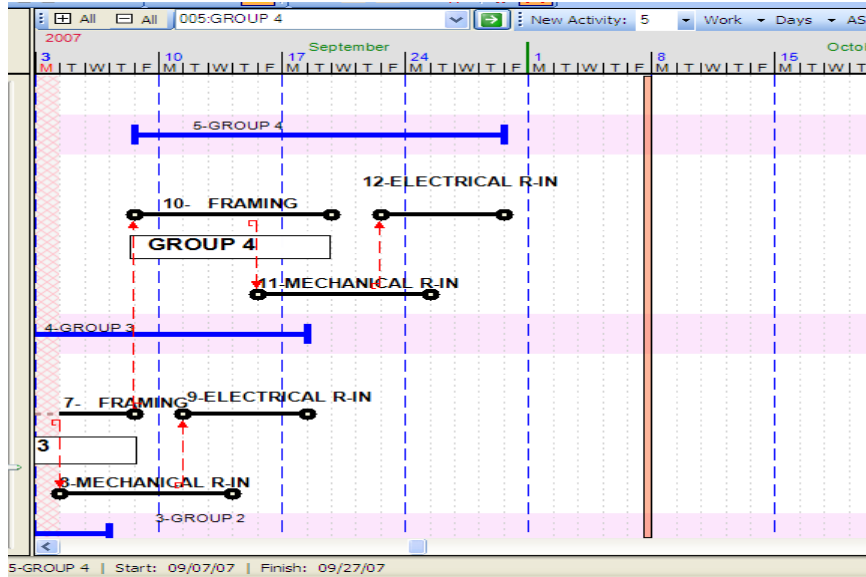 All All 005:GROUP 4 New Activity: 5 Work Days AS
2007
September Octo
3 10 17 24 1 8 15
M T W T F M T W T F M T W T F M T W T F M T W T F M T W T F M T W T
5-GROUP 4
12-ELECTRICAL R-IN
10- FRAMING
GROUP 4
11-MECHANICAL R-IN
4-GROUP 3
7- FRAMING 9-ELECTRICAL R-IN
3
8-MECHANICAL R-IN
3-GROUP 2
5-GROUP 4 | Start: 09/07/07 | Finish: 09/27/07